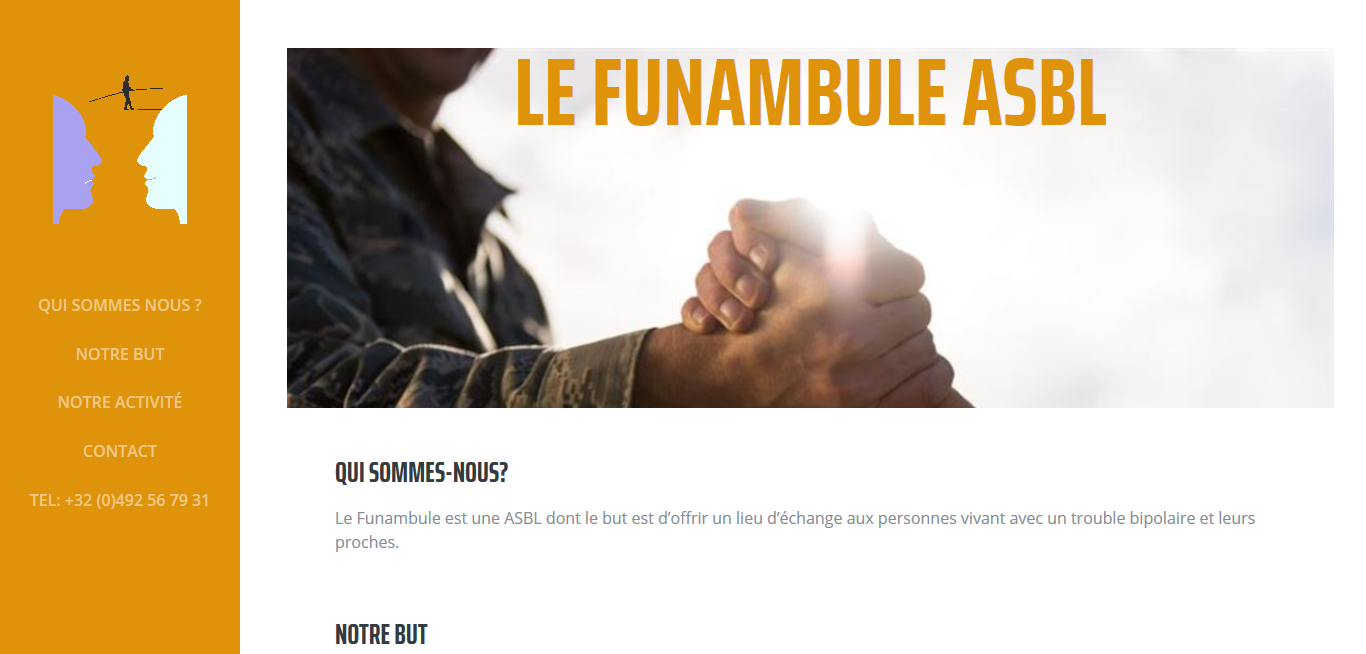 QUI SOMMES NOUS ?
NOTRE BUT
NOTRE ACTIVITÉ
CONTACT
TEL: +32 (0)492 56 79 31
LE FUNAMBULE ASBL
QUI SOMMES-NOUS?
Le Funambule est une ASBL dont le but est d’offrir un lieu d’échange aux personnes vivant avec un trouble bipolaire et leurs
proches.
NOTRE BUT